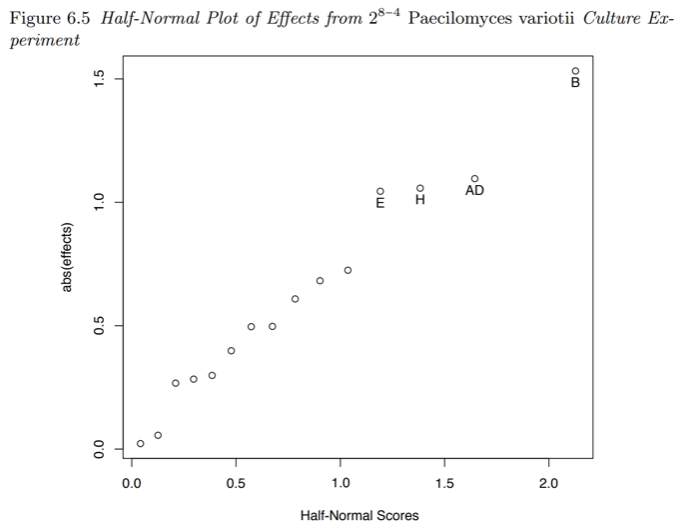 Figure 6.5 Half-Normal Plot of Effects from 2⁸⁻⁴ Paecilomyces variotii Culture Ex-
periment
1.5
B
1.0
E
H
AD
abs(effects)
0.5
0.0
0.0 0.5 1.0 1.5 2.0
Half-Normal Scores